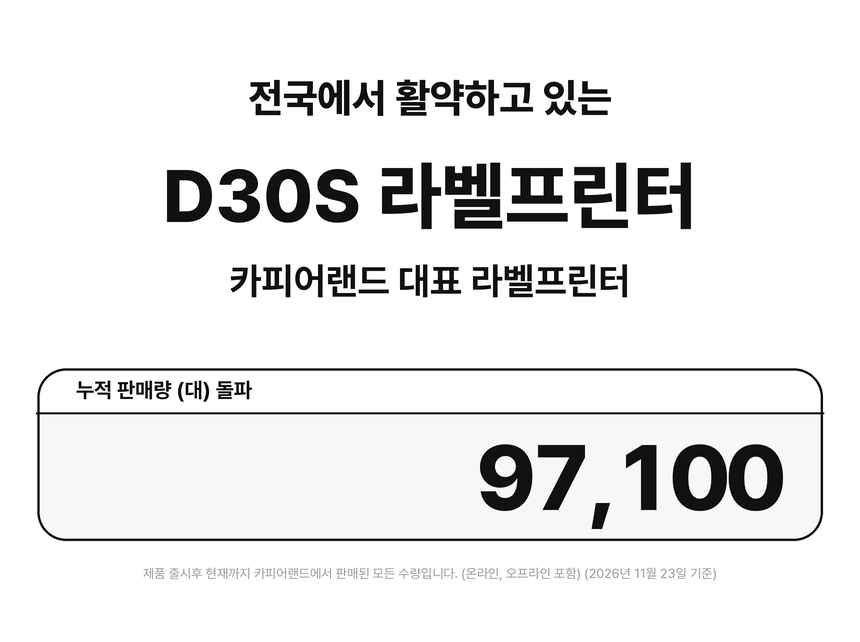 전국에서 활약하고 있는
D30S 라벨프린터
카피어랜드 대표 라벨프린터
누적 판매량 (대) 돌파
97,100
제품 출시후 현재까지 카피어랜드에서 판매된 모든 수량입니다. (온라인, 오프라인 포함) (2026년 11월 23일 기준)